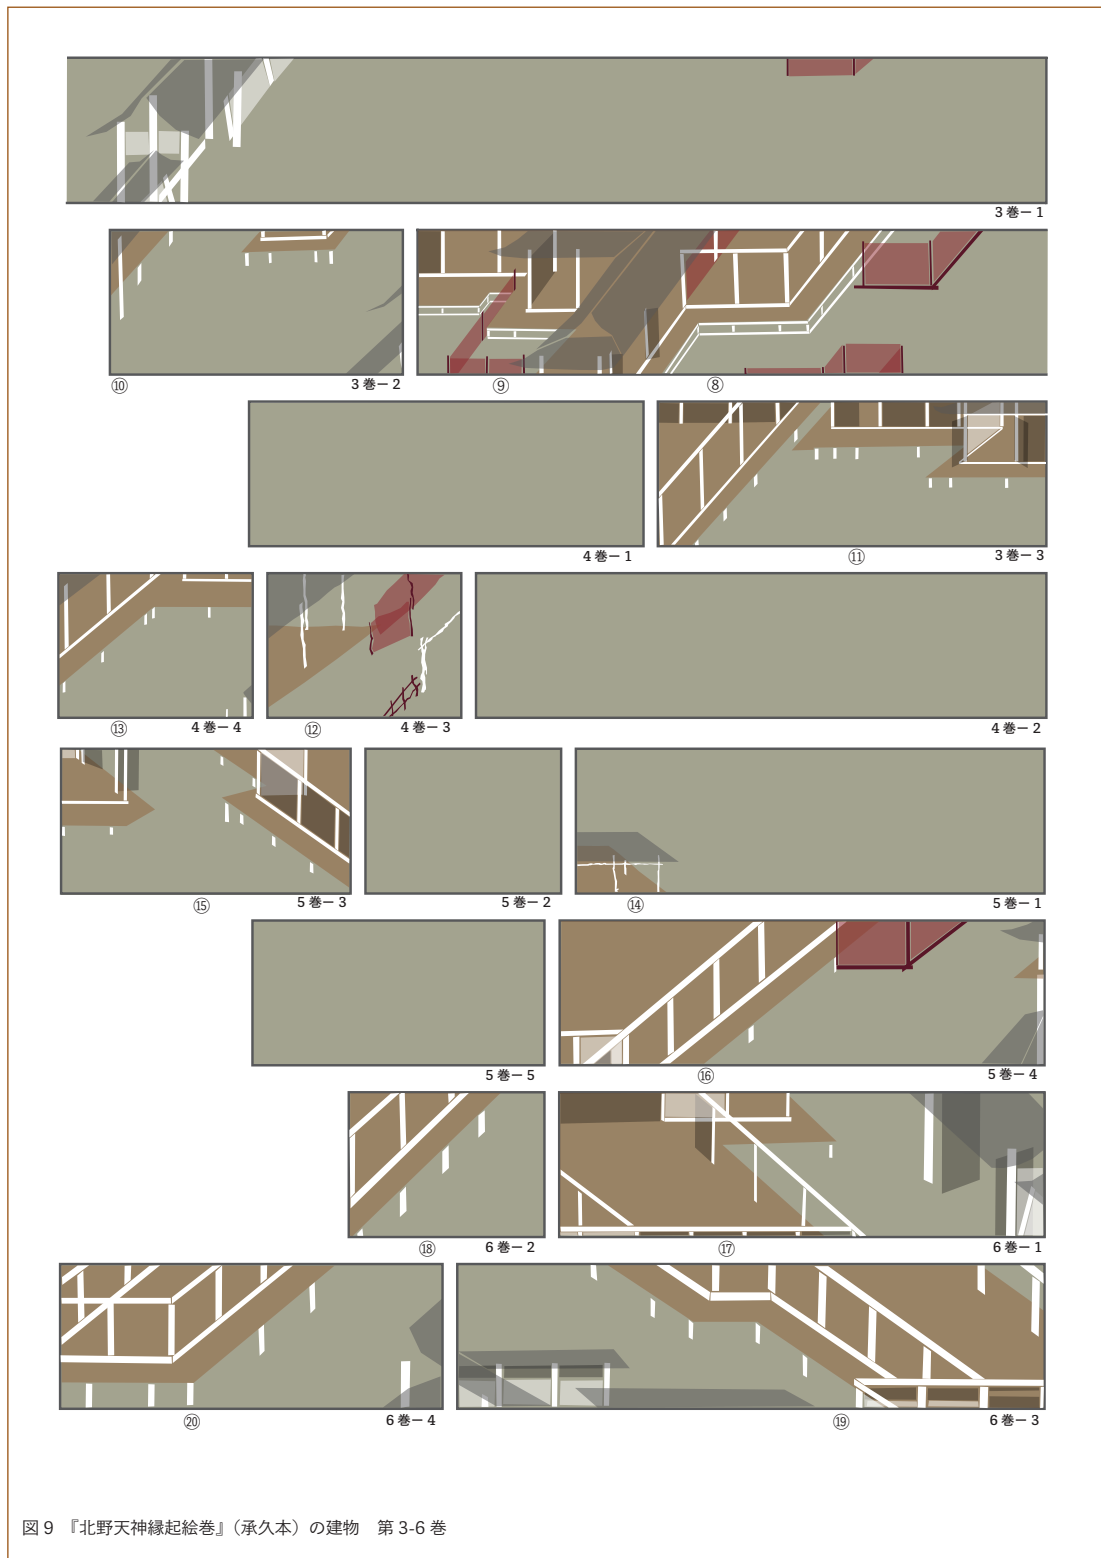 3 巻ー 1
⑩ 3 巻ー 2 ⑨ ⑧
4 巻ー 1 ⑪ 3 巻ー 3
⑬ 4 巻ー 4 ⑫ 4 巻ー 3 4 巻ー 2
⑮ 5 巻ー 3 5 巻ー 2 ⑭ 5 巻ー 1
5 巻ー 5 ⑯ 5 巻ー 4
⑱ 6 巻ー 2 ⑰ 6 巻ー 1
⑳ 6 巻ー 4 ⑲ 6 巻ー 3
図 9 『北野天神縁起絵巻』（承久本）の建物　第 3-6 巻